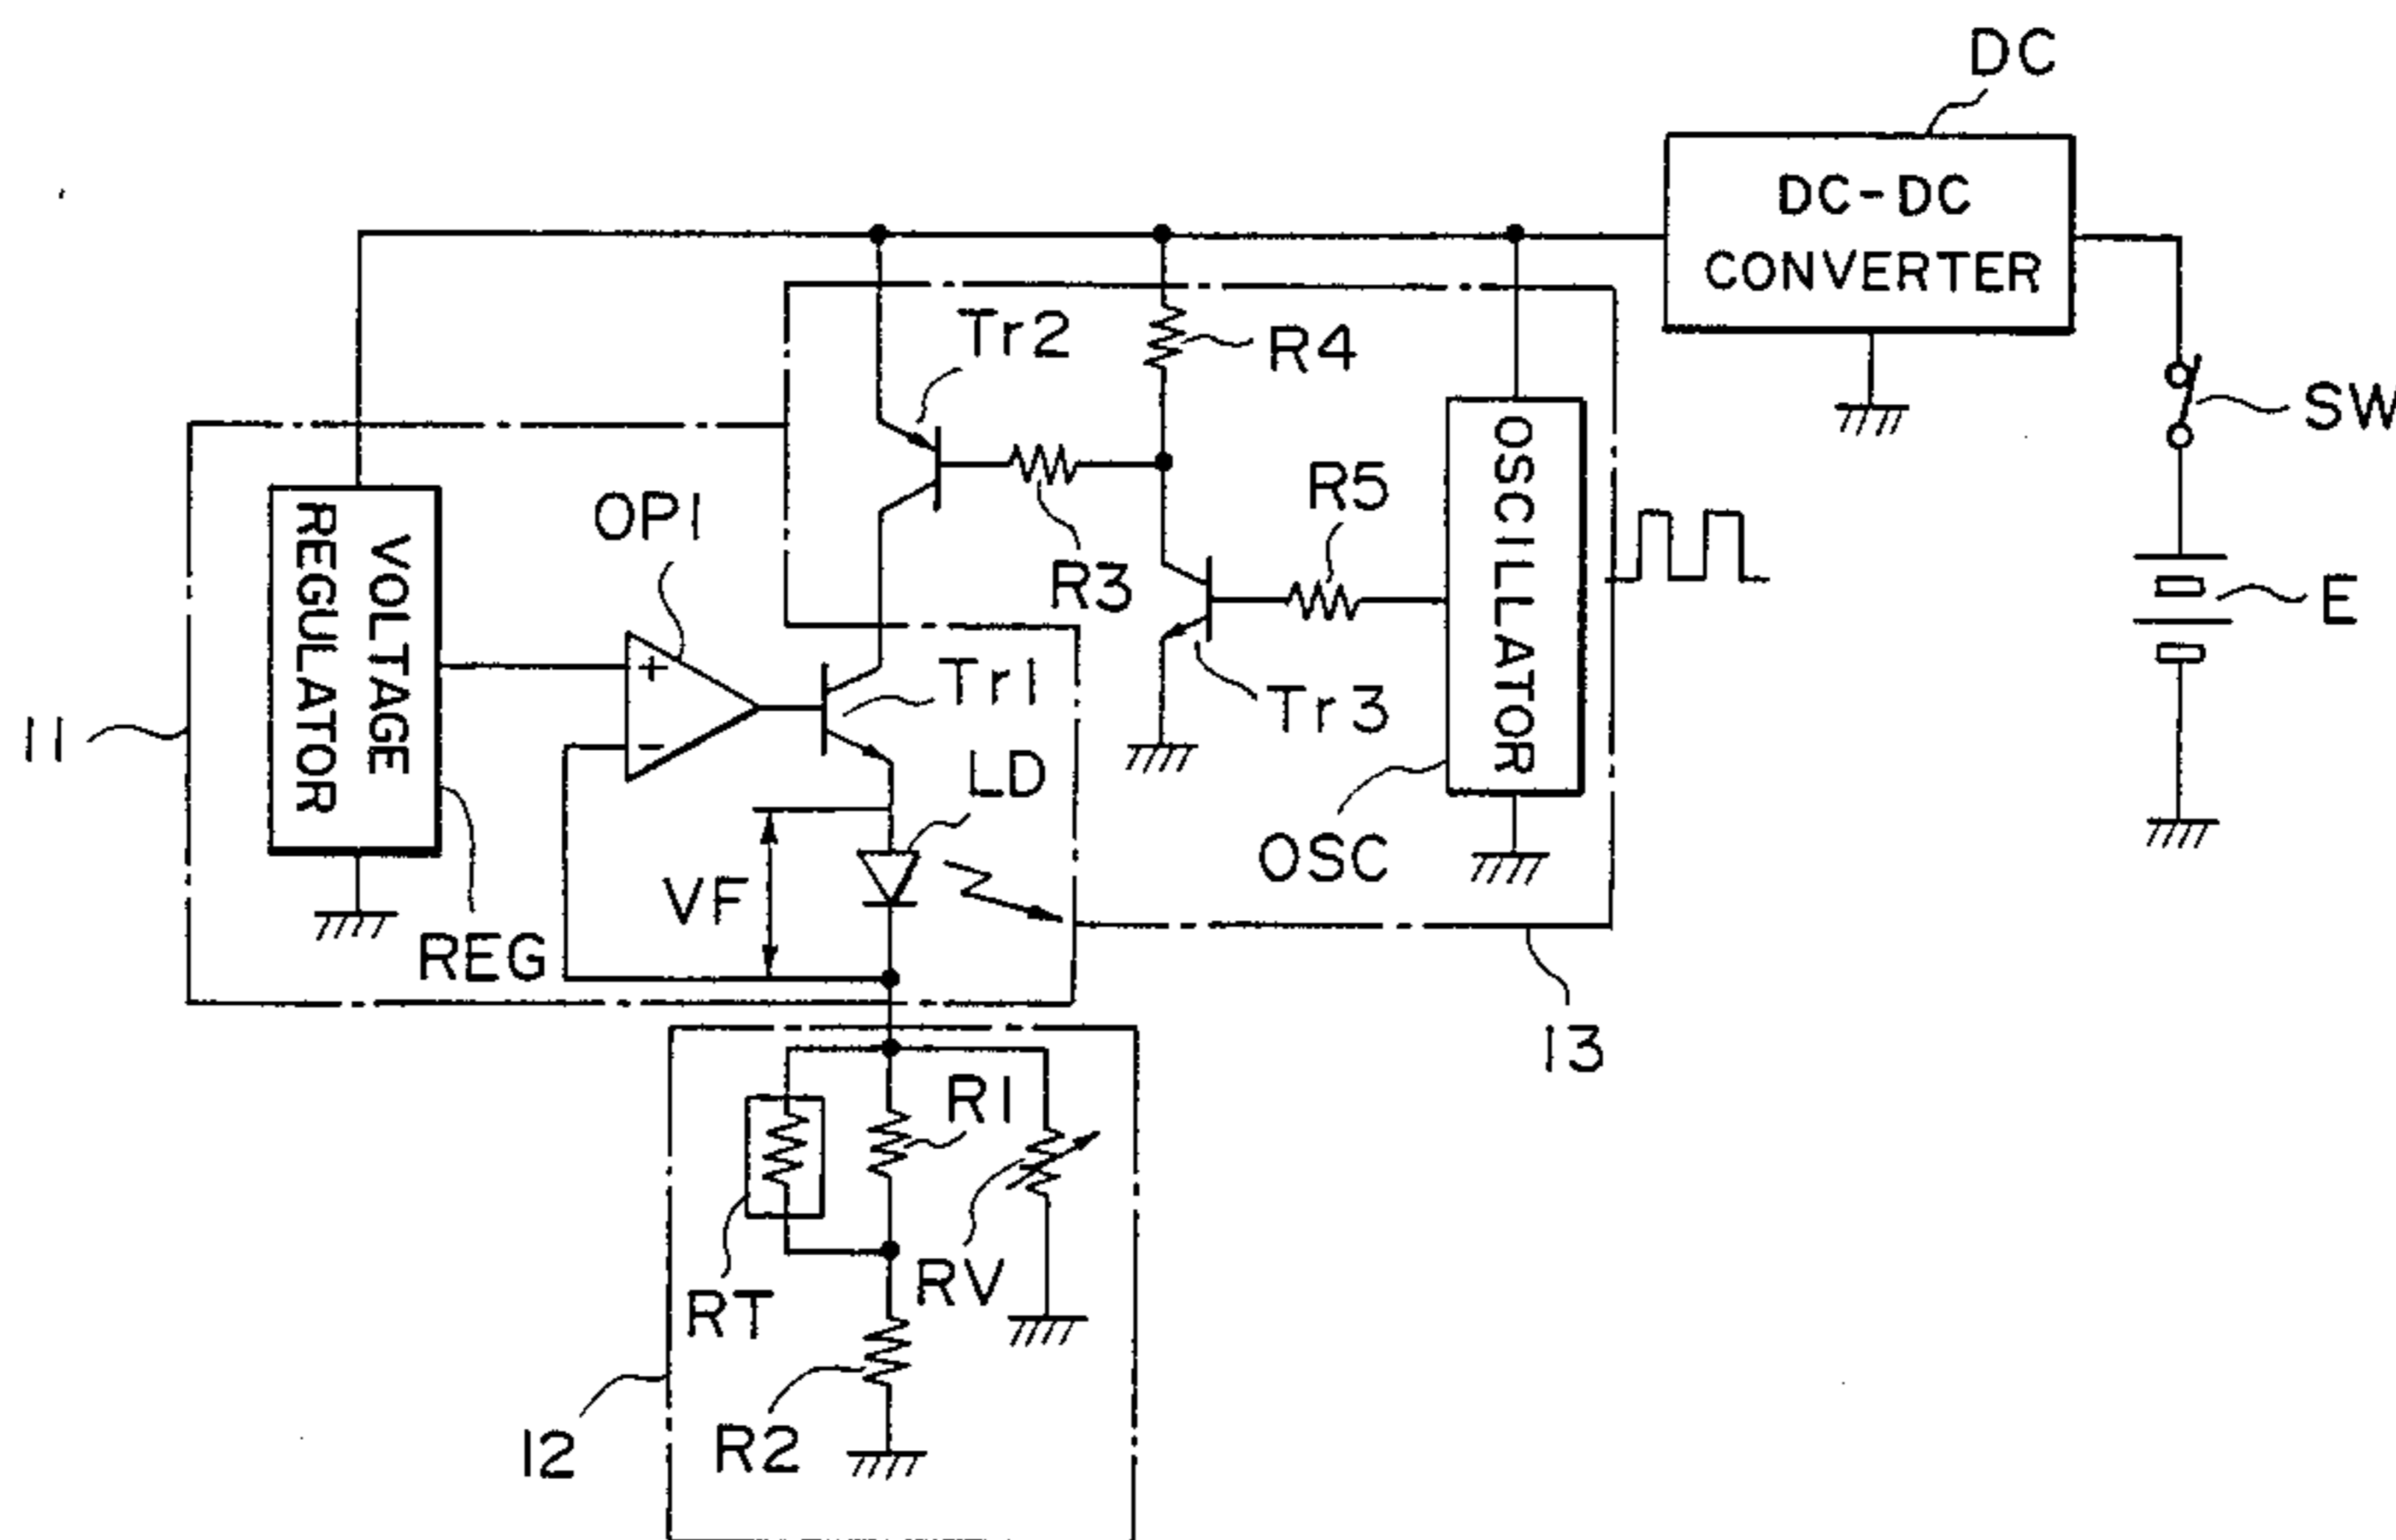 DC
DC-DC
CONVERTER
Tr2
R4
SW
OSCILLATOR
R5
OP1
VOLTAGE
REGULATOR
R3
E
Tr1
Tr3
11
LD
OSC
VF
REG
+
−
13
R1
RV
RT
R2
12